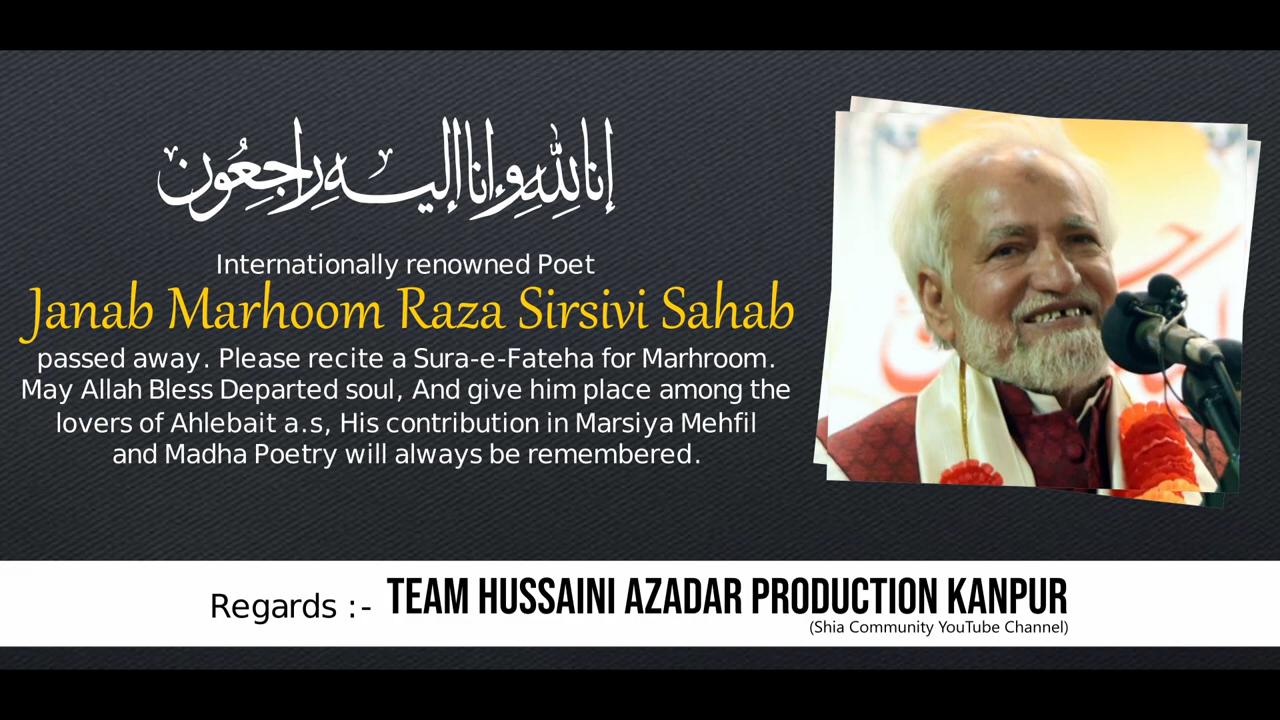 إنا لله وإنا إليه راجعون
Internationally renowned Poet
Janab Marhoom Raza Sirsivi Sahab
passed away. Please recite a Sura-e-Fateha for Marhroom.
May Allah Bless Departed soul, And give him place among the
lovers of Ahlebait a.s, His contribution in Marsiya Mehfil
and Madha Poetry will always be remembered.
Regards :- TEAM HUSSAINI AZADAR PRODUCTION KANPUR
(Shia Community YouTube Channel)